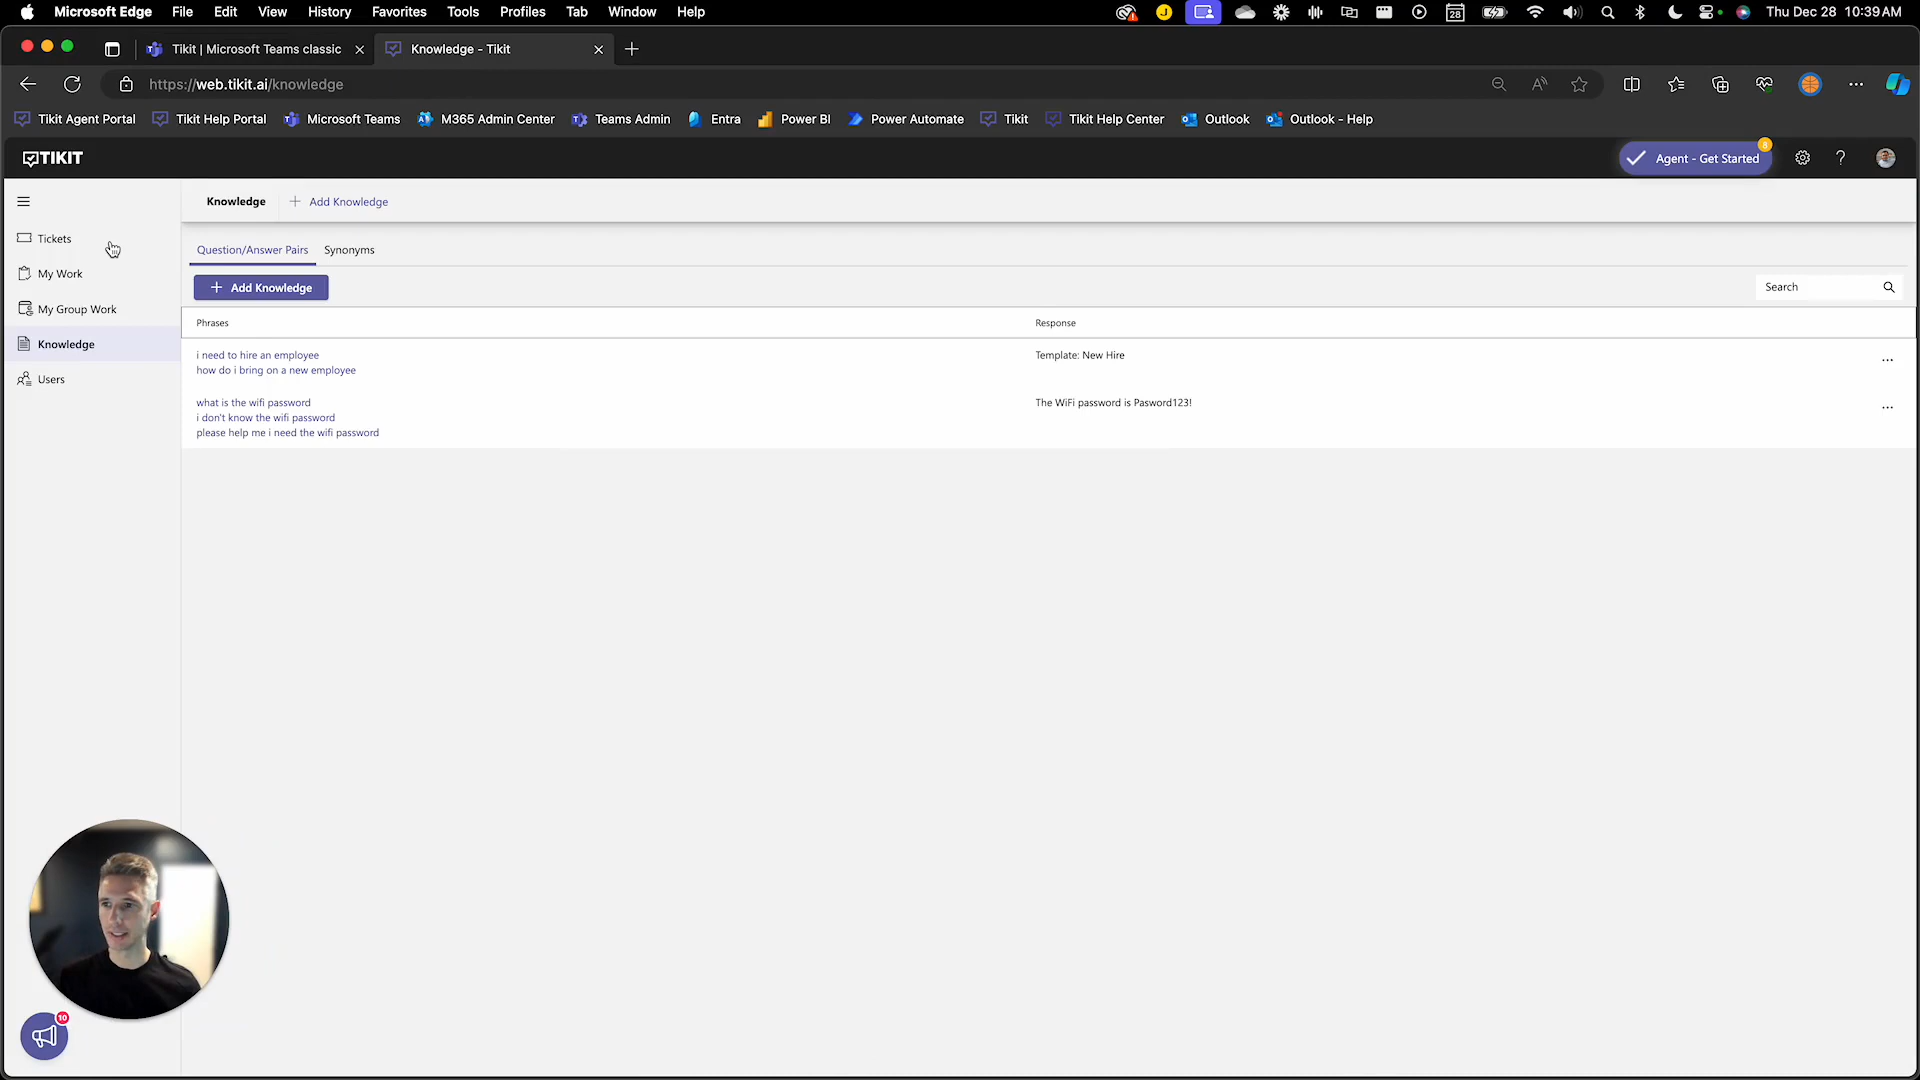 Microsoft Edge File Edit View History Favorites Tools Profiles Tab Window Help J 28 Thu Dec 28 10:39 AM
Tikit | Microsoft Teams classic Knowledge - Tikit
https://web.tikit.ai/knowledge
Tikit Agent Portal Tikit Help Portal Microsoft Teams M365 Admin Center Teams Admin Entra Power BI Power Automate Tikit Tikit Help Center Outlook Outlook - Help
TIKIT Agent - Get Started 8 ?
Knowledge + Add Knowledge
Tickets
My Work
My Group Work
Knowledge
Users
Question/Answer Pairs Synonyms
+ Add Knowledge Search
Phrases Response
i need to hire an employee Template: New Hire
how do i bring on a new employee
what is the wifi password The WiFi password is Pasword123!
i don't know the wifi password
please help me i need the wifi password
10